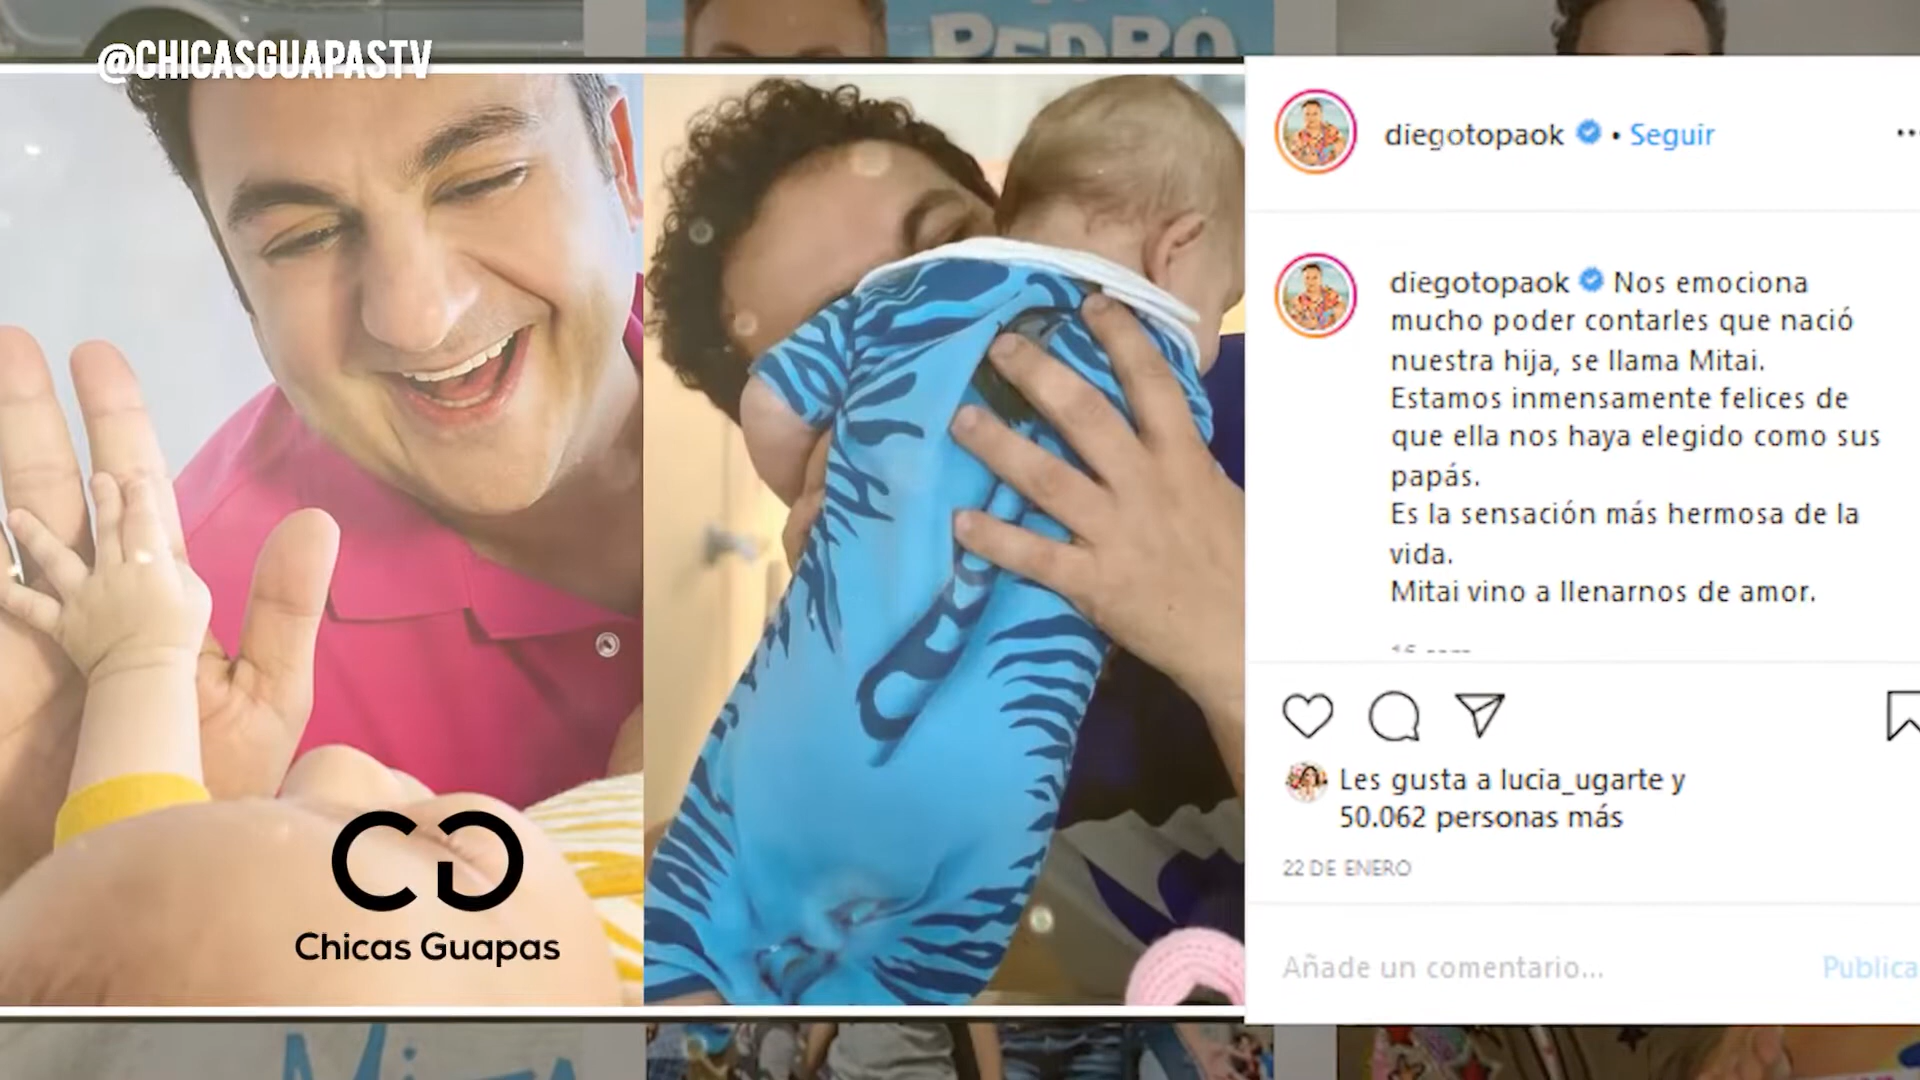 @CHICASGUAPASTV
PEDRO
diegotopaok • Seguir
diegotopaok Nos emociona
mucho poder contarles que nació
nuestra hija, se llama Mitai.
Estamos inmensamente felices de
que ella nos haya elegido como sus
papás.
Es la sensación más hermosa de la
vida.
Mitai vino a llenarnos de amor.
Les gusta a lucia_ugarte y
50.062 personas más
22 DE ENERO
Añade un comentario...
Publica
Chicas Guapas